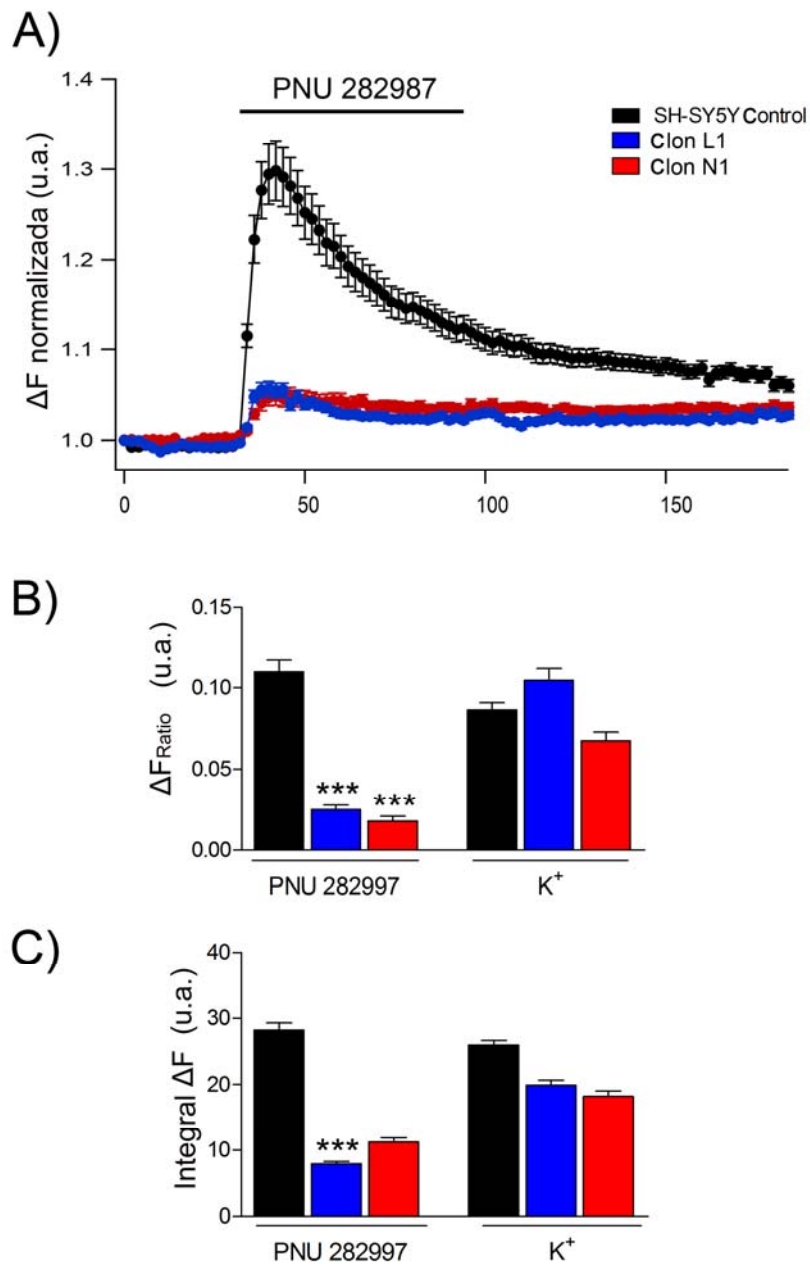 A)
PNU 282987
SH-SY5Y Control
Clon L1
Clon N1
ΔF normalizada (u.a.)
1.4
1.3
1.2
1.1
1.0
0
50
100
150
B)
ΔF Ratio (u.a.)
0.15
0.10
0.05
0.00
***
***
PNU 282997
K+
C)
Integral ΔF (u.a.)
40
30
20
10
0
***
PNU 282997
K+